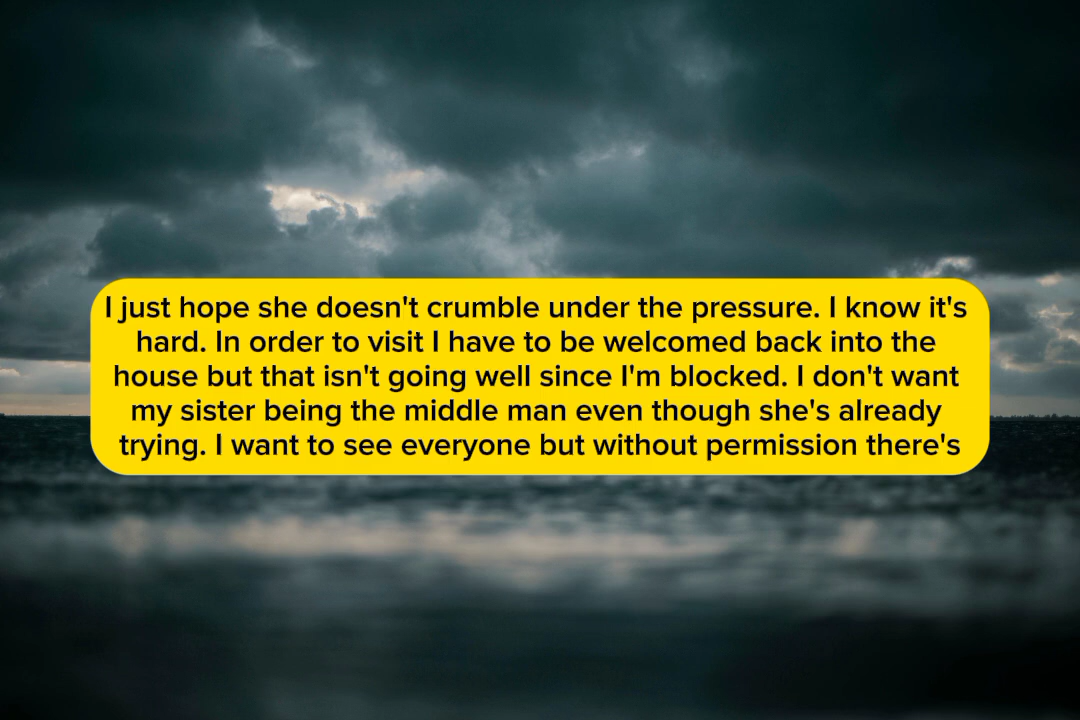 I just hope she doesn't crumble under the pressure. I know it's
hard. In order to visit I have to be welcomed back into the
house but that isn't going well since I'm blocked. I don't want
my sister being the middle man even though she's already
trying. I want to see everyone but without permission there's